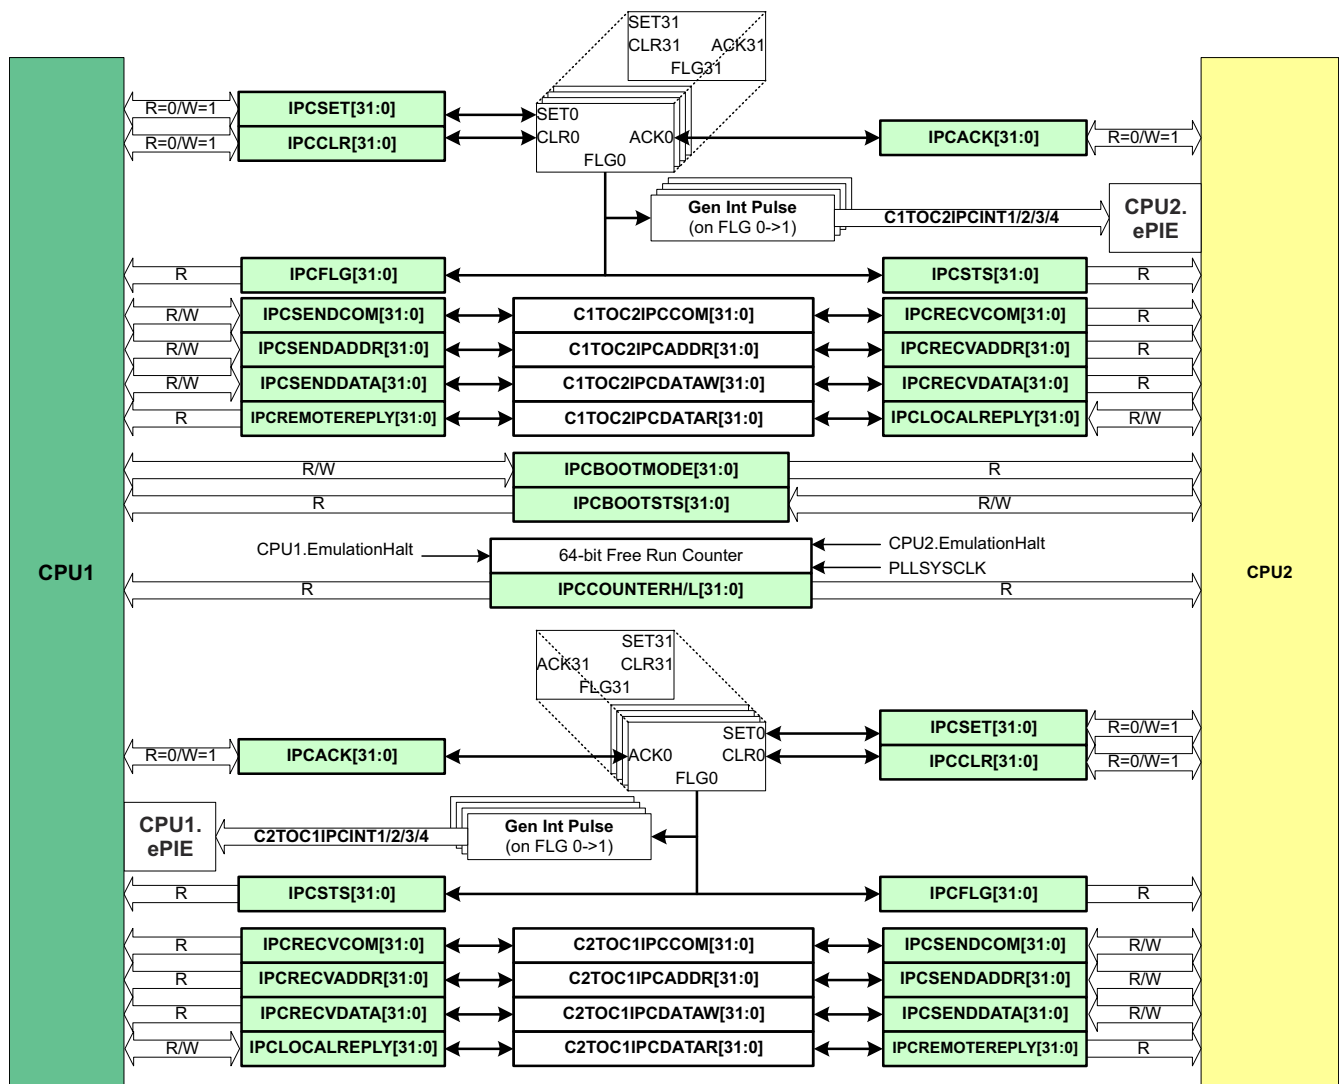 SET31
CLR31 ACK31
FLG31
R=0/W=1 IPCSET[31:0] SET0
R=0/W=1 IPCCLR[31:0] CLR0 ACK0 IPCACK[31:0] R=0/W=1
FLG0
Gen Int Pulse
(on FLG 0->1)
C1TOC2IPCINT1/2/3/4
CPU2.
ePIE
R IPCFLG[31:0] IPCSTS[31:0] R
R/W IPCSENDCOM[31:0] C1TOC2IPCCOM[31:0] IPCRECVCOM[31:0] R
R/W IPCSENDADDR[31:0] C1TOC2IPCADDR[31:0] IPCRECVADDR[31:0] R
R/W IPCSENDDATA[31:0] C1TOC2IPCDATAW[31:0] IPCRECVDATA[31:0] R
R IPCREMOTEREPLY[31:0] C1TOC2IPCDATAR[31:0] IPCLOCALREPLY[31:0] R/W
R/W IPCBOOTMODE[31:0] R
R IPCBOOTSTS[31:0] R/W
CPU1.EmulationHalt 64-bit Free Run Counter CPU2.EmulationHalt
PLLSYSCLK
CPU1
CPU2
R IPCCOUNTERH/L[31:0] R
SET31
ACK31 CLR31
FLG31
SET0 IPCSET[31:0] R=0/W=1
R=0/W=1 IPCACK[31:0] ACK0 CLR0 IPCCLR[31:0] R=0/W=1
FLG0
CPU1.
ePIE
C2TOC1IPCINT1/2/3/4
Gen Int Pulse
(on FLG 0->1)
R IPCSTS[31:0] IPCFLG[31:0] R
R IPCRECVCOM[31:0] C2TOC1IPCCOM[31:0] IPCSENDCOM[31:0] R/W
R IPCRECVADDR[31:0] C2TOC1IPCADDR[31:0] IPCSENDADDR[31:0] R/W
R IPCRECVDATA[31:0] C2TOC1IPCDATAW[31:0] IPCSENDDATA[31:0] R/W
R/W IPCLOCALREPLY[31:0] C2TOC1IPCDATAR[31:0] IPCREMOTEREPLY[31:0] R